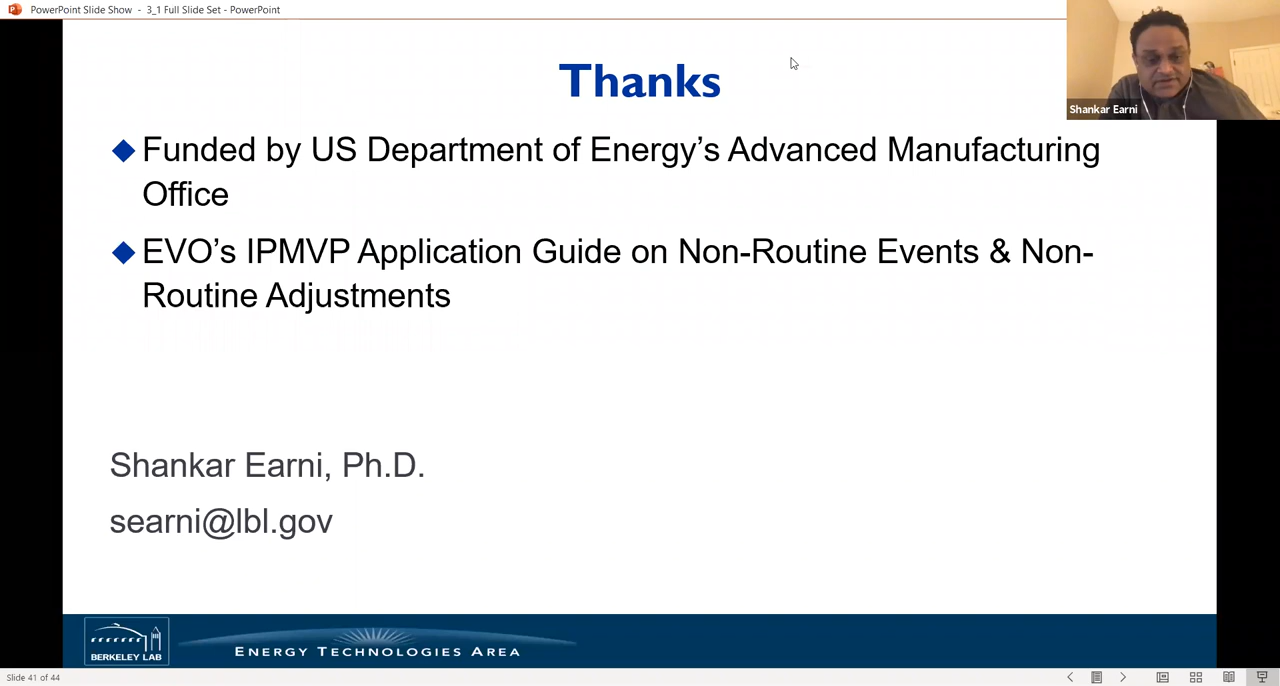 PowerPoint Slide Show - 3_1 Full Slide Set - PowerPoint
Shankar Earni
Thanks
Funded by US Department of Energy’s Advanced Manufacturing
Office
EVO’s IPMVP Application Guide on Non-Routine Events & Non-
Routine Adjustments
Shankar Earni, Ph.D.
searni@lbl.gov
BERKELEY LAB
ENERGY TECHNOLOGIES AREA
Slide 41 of 44